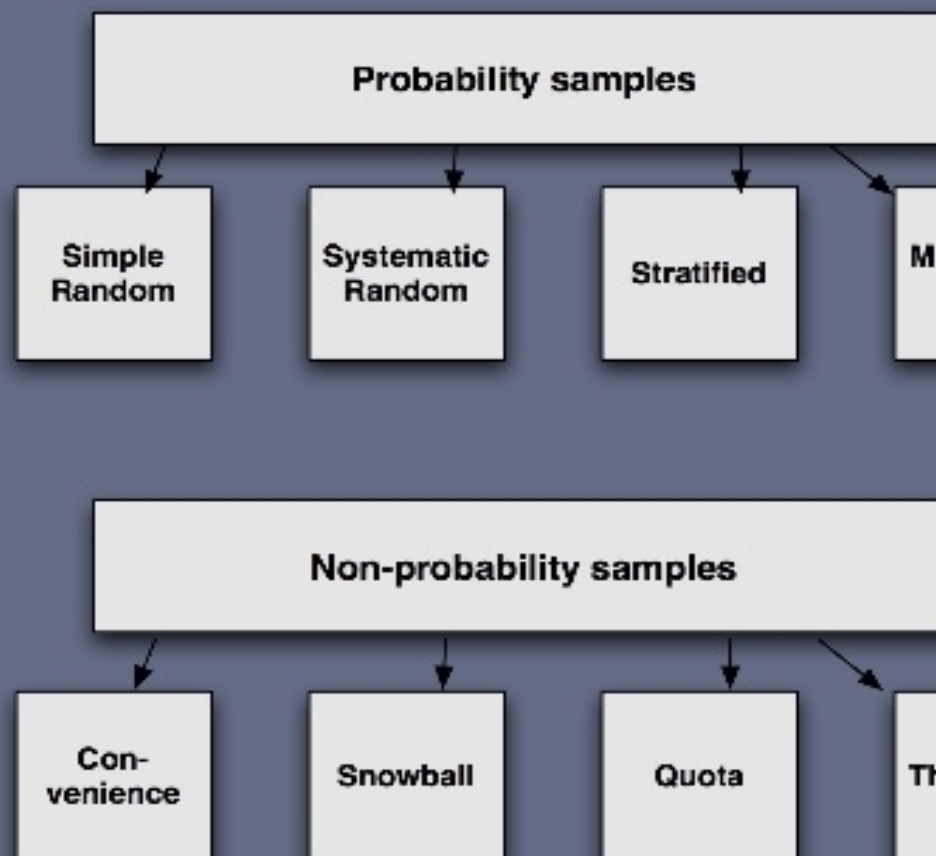 Probability samples
Simple
Random
Systematic
Random
Stratified
Non-probability samples
Con-
venience
Snowball
Quota